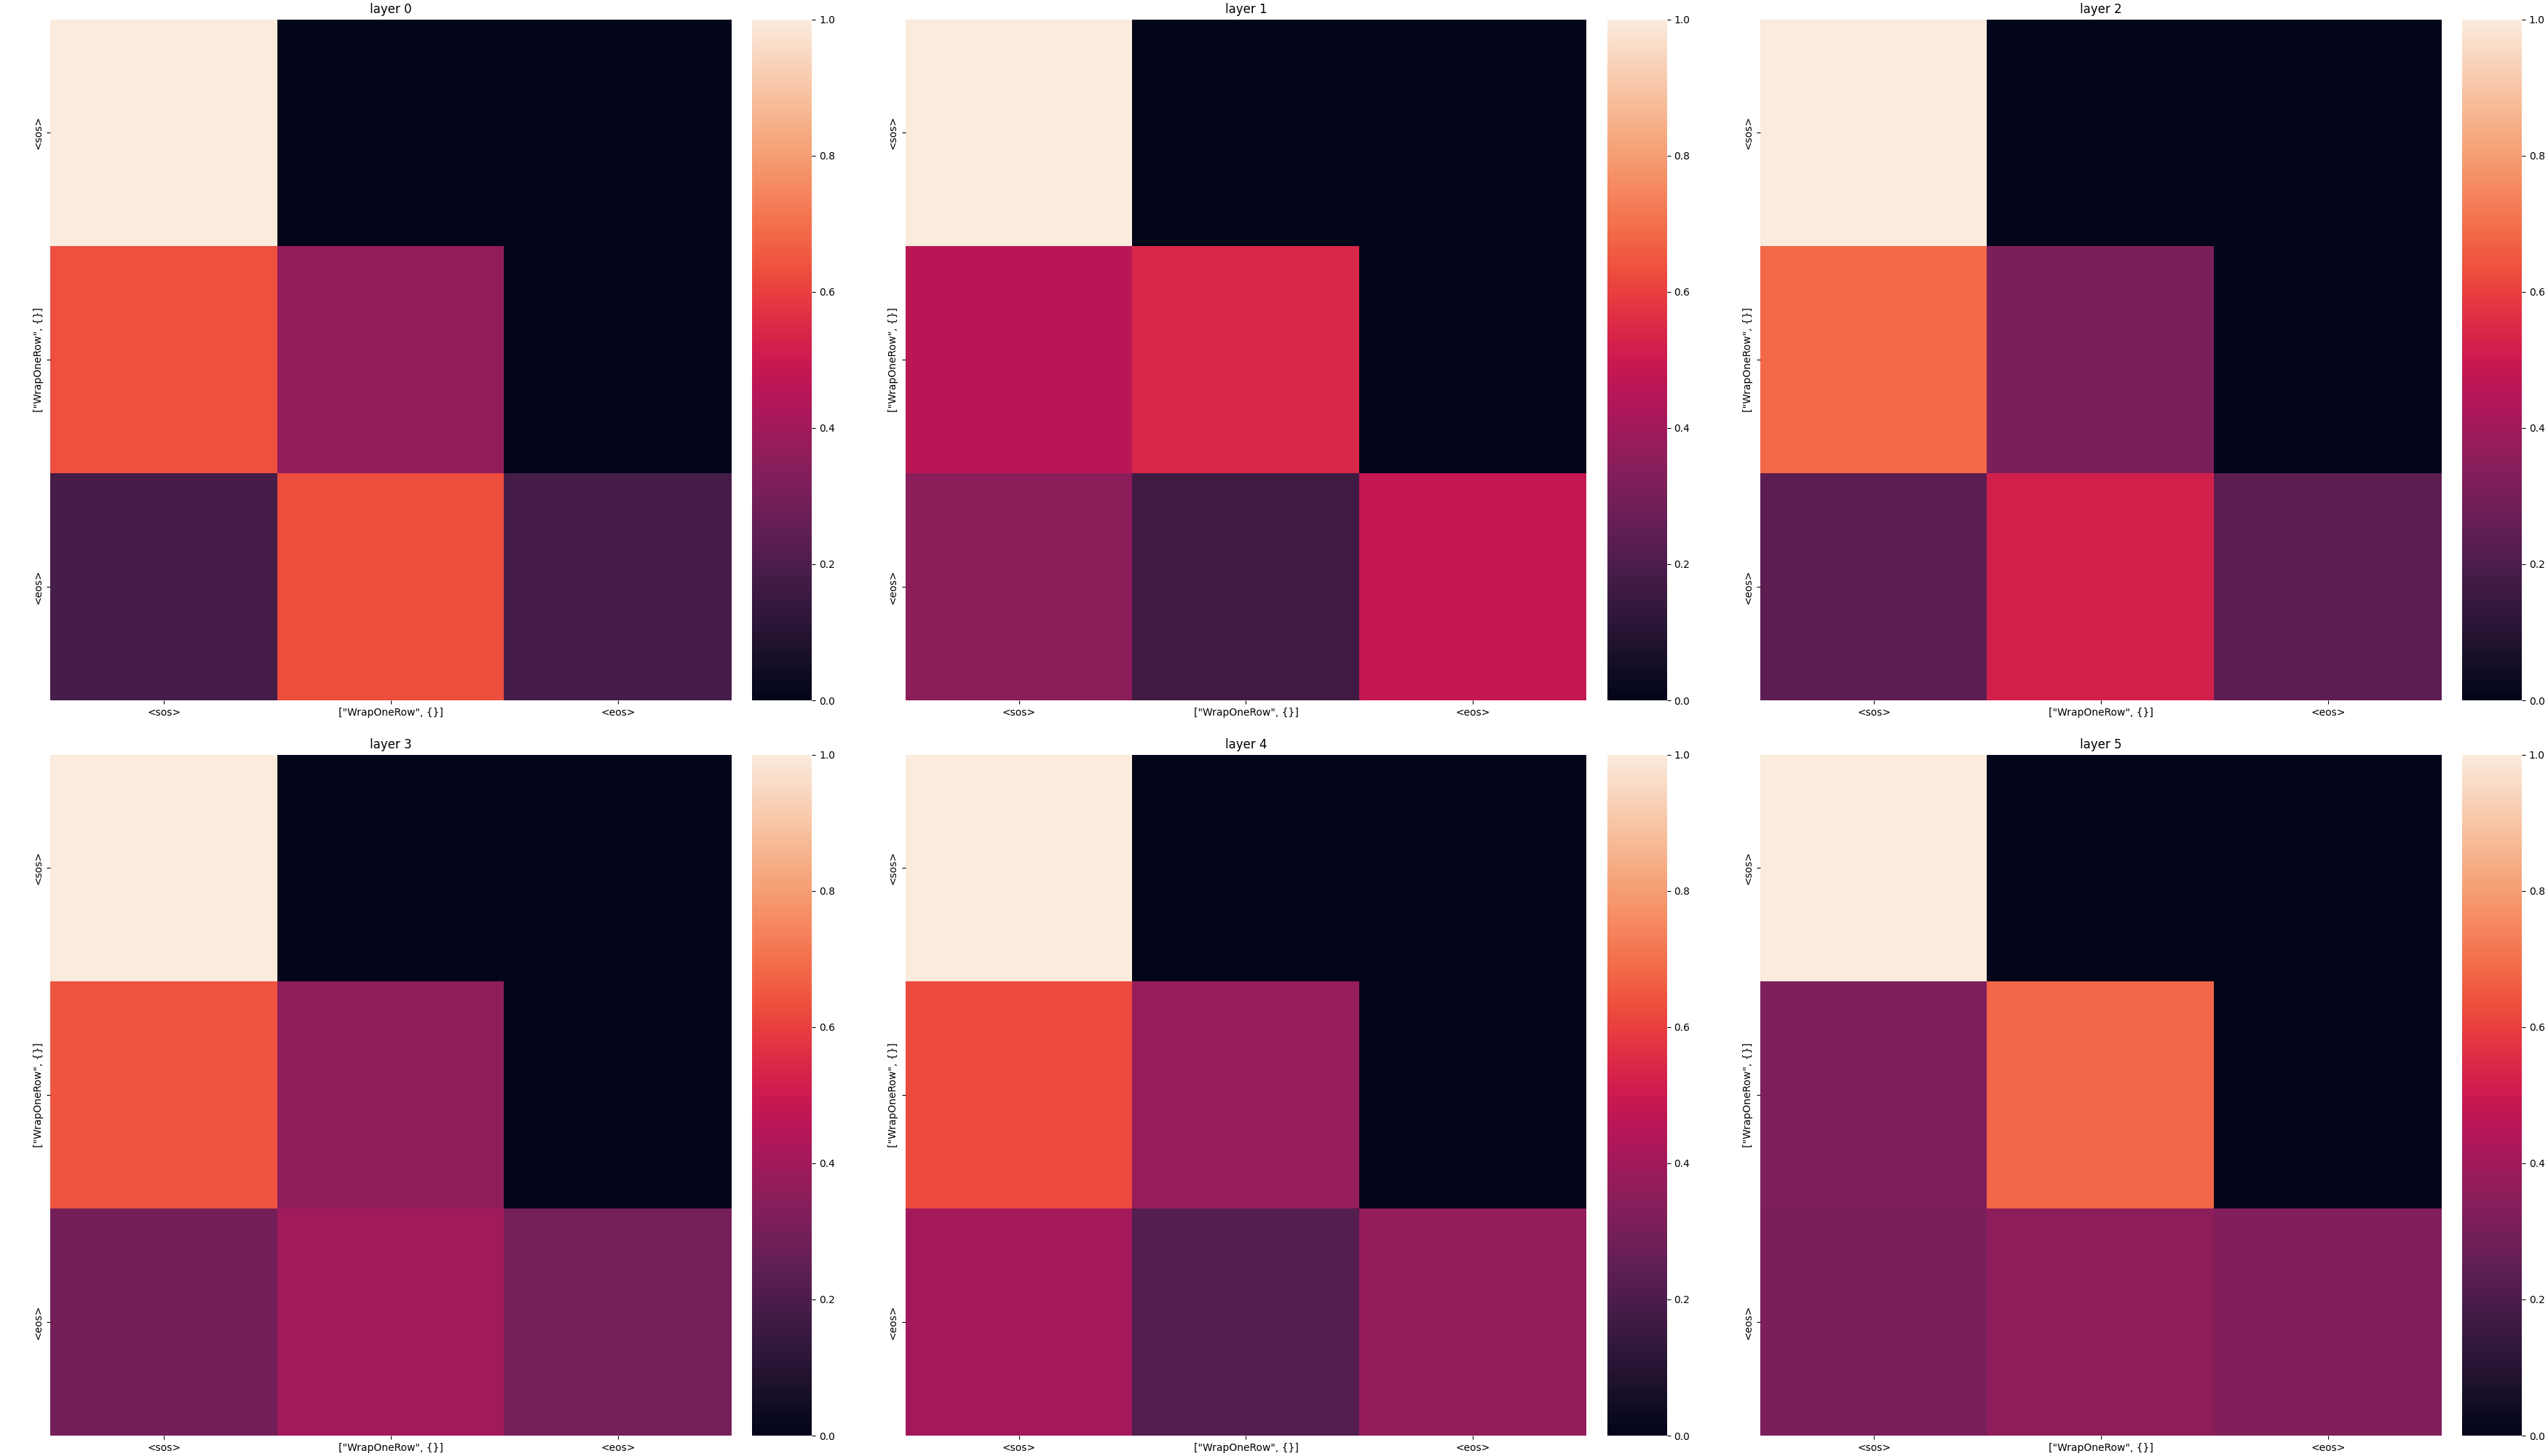 layer 0
1.0
0.8
0.6
0.4
0.2
0.0
<sos>
["WrapOneRow", {}]
<eos>
<sos> ["WrapOneRow", {}] <eos>
layer 1
1.0
0.8
0.6
0.4
0.2
0.0
<sos>
["WrapOneRow", {}]
<eos>
<sos> ["WrapOneRow", {}] <eos>
layer 2
1.0
0.8
0.6
0.4
0.2
0.0
<sos>
["WrapOneRow", {}]
<eos>
<sos> ["WrapOneRow", {}] <eos>
layer 3
1.0
0.8
0.6
0.4
0.2
0.0
<sos>
["WrapOneRow", {}]
<eos>
<sos> ["WrapOneRow", {}] <eos>
layer 4
1.0
0.8
0.6
0.4
0.2
0.0
<sos>
["WrapOneRow", {}]
<eos>
<sos> ["WrapOneRow", {}] <eos>
layer 5
1.0
0.8
0.6
0.4
0.2
0.0
<sos>
["WrapOneRow", {}]
<eos>
<sos> ["WrapOneRow", {}] <eos>